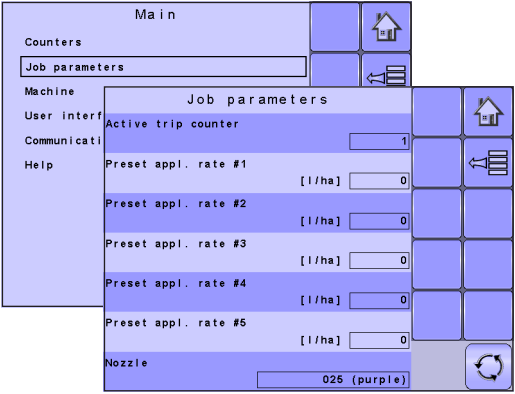 Main
Counters
Job parameters
Machine
User interf
Communicati
Help
Job parameters
Active trip counter
1
Preset appl. rate #1
[l/ha] 0
Preset appl. rate #2
[l/ha] 0
Preset appl. rate #3
[l/ha] 0
Preset appl. rate #4
[l/ha] 0
Preset appl. rate #5
[l/ha] 0
Nozzle
025 (purple)